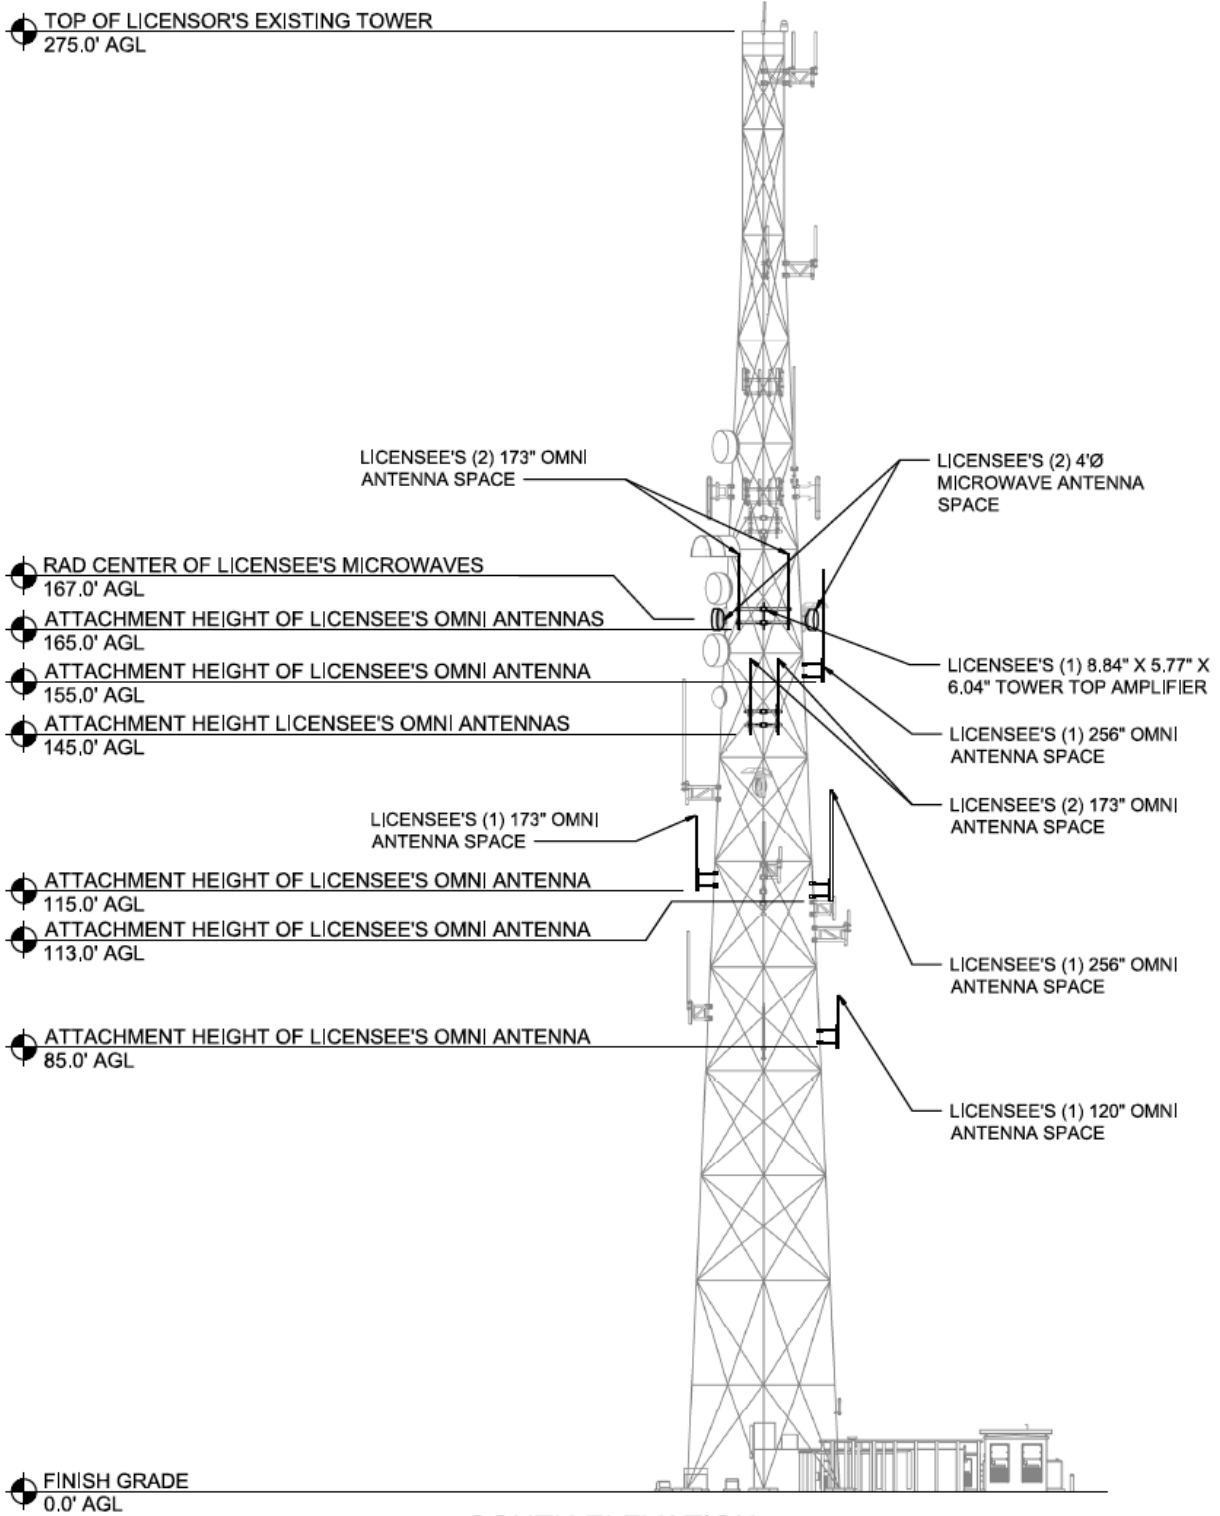 TOP OF LICENSOR'S EXISTING TOWER
275.0' AGL
LICENSEE'S (2) 173" OMNI
ANTENNA SPACE
LICENSEE'S (2) 4'Ø
MICROWAVE ANTENNA
SPACE
RAD CENTER OF LICENSEE'S MICROWAVES
167.0' AGL
ATTACHMENT HEIGHT OF LICENSEE'S OMNI ANTENNAS
165.0' AGL
ATTACHMENT HEIGHT OF LICENSEE'S OMNI ANTENNA
155.0' AGL
LICENSEE'S (1) 8.84" X 5.77" X
6.04" TOWER TOP AMPLIFIER
ATTACHMENT HEIGHT LICENSEE'S OMNI ANTENNAS
145.0' AGL
LICENSEE'S (1) 256" OMNI
ANTENNA SPACE
LICENSEE'S (2) 173" OMNI
ANTENNA SPACE
LICENSEE'S (1) 173" OMNI
ANTENNA SPACE
ATTACHMENT HEIGHT OF LICENSEE'S OMNI ANTENNA
115.0' AGL
ATTACHMENT HEIGHT OF LICENSEE'S OMNI ANTENNA
113.0' AGL
LICENSEE'S (1) 256" OMNI
ANTENNA SPACE
ATTACHMENT HEIGHT OF LICENSEE'S OMNI ANTENNA
85.0' AGL
LICENSEE'S (1) 120" OMNI
ANTENNA SPACE
FINISH GRADE
0.0' AGL